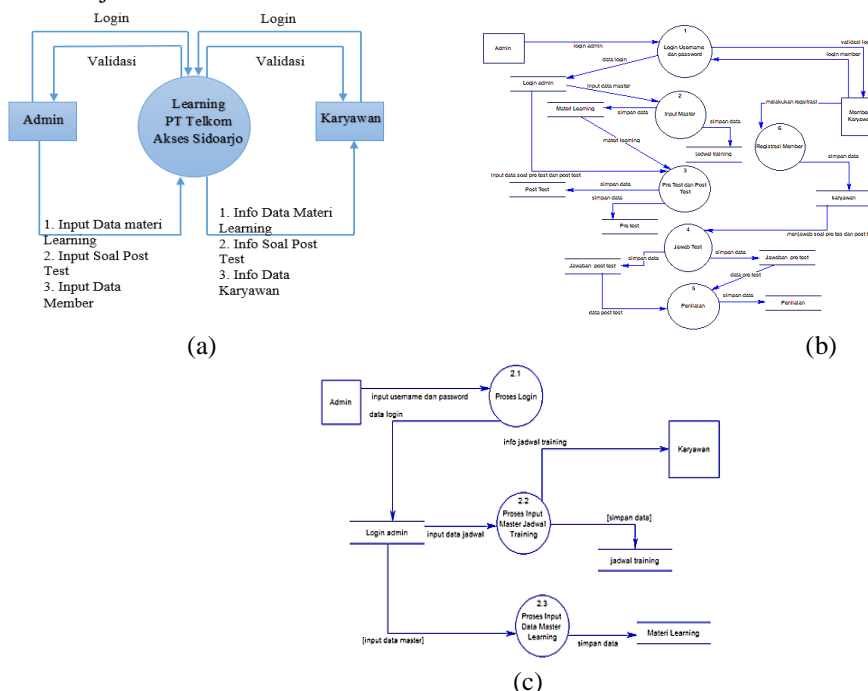 Login
Login
Validasi
Validasi
Admin
Learning
PT Telkom
Akses Sidoarjo
Karyawan
1. Input Data materi
Learning
2. Input Soal Post
Test
3. Input Data
Member
1. Info Data Materi
Learning
2. Info Soal Post
Test
3. Info Data
Karyawan
(a)
Admin
login admin
1
Login Username
dan password
validasi
login member
data login
Login admin
input data master
Materi Learning
simpan data
2
Input Master
simpan data
jadwal training
melakukan registrasi
Member
6
Registrasi Member
simpan data
karyawan
materi learning
input data soal pre test dan post test
3
Pre Test dan Post
Test
simpan data
Post Test
simpan data
Pre test
menjawab soal pre tes dan post
4
Jawab Test
simpan data
Jawaban pre test
simpan data
Jawaban post test
data pre test
5
Penilaian
simpan data
Penilaian
data post test
(b)
Admin
input username dan password
2.1
Proses Login
data login
info jadwal training
Karyawan
Login admin
input data jadwal
2.2
Proses Input
Master Jadwal
Training
[simpan data]
jadwal training
[input data master]
2.3
Proses Input
Data Master
Learning
simpan data
Materi Learning
(c)